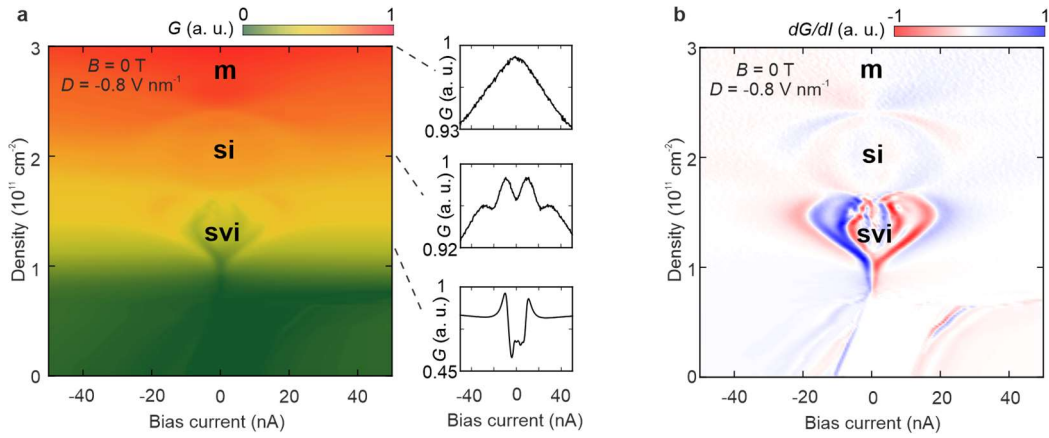 a
G (a. u.)
0
1
3
2
1
0
Density (10¹¹ cm⁻²)
B = 0 T
D = -0.8 V nm⁻¹
m
si
svi
-40
-20
0
20
40
Bias current (nA)
1
G (a. u.)
0.93
1
G (a. u.)
0.92
1
G (a. u.)
0.45
-40
0
40
Bias current (nA)
b
dG/dI (a. u.)
-1
1
3
2
1
0
Density (10¹¹ cm⁻²)
B = 0 T
D = -0.8 V nm⁻¹
m
si
svi
-40
-20
0
20
40
Bias current (nA)